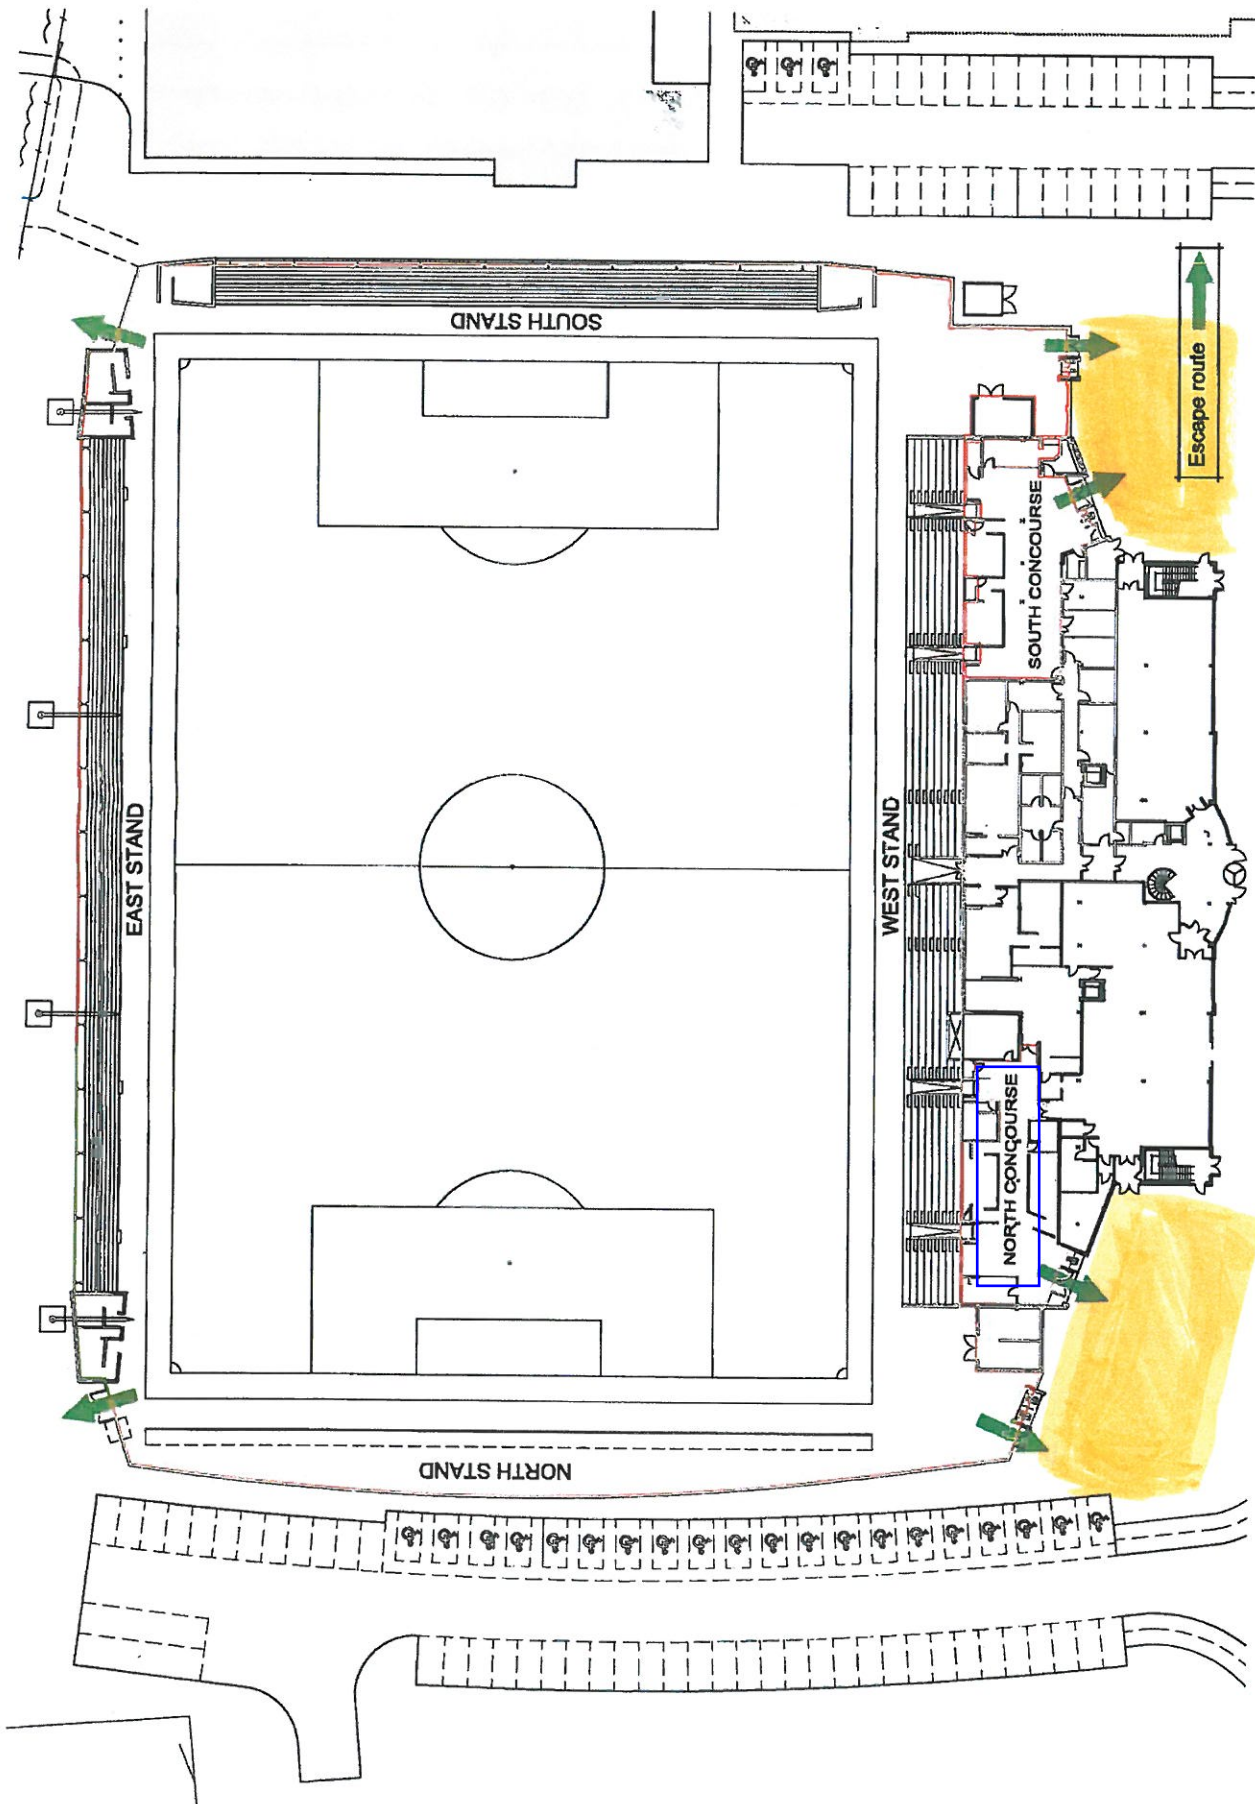 SOUTH STAND
Escape route
SOUTH CONCOURSE
EAST STAND
WEST STAND
NORTH CONCOURSE
NORTH STAND